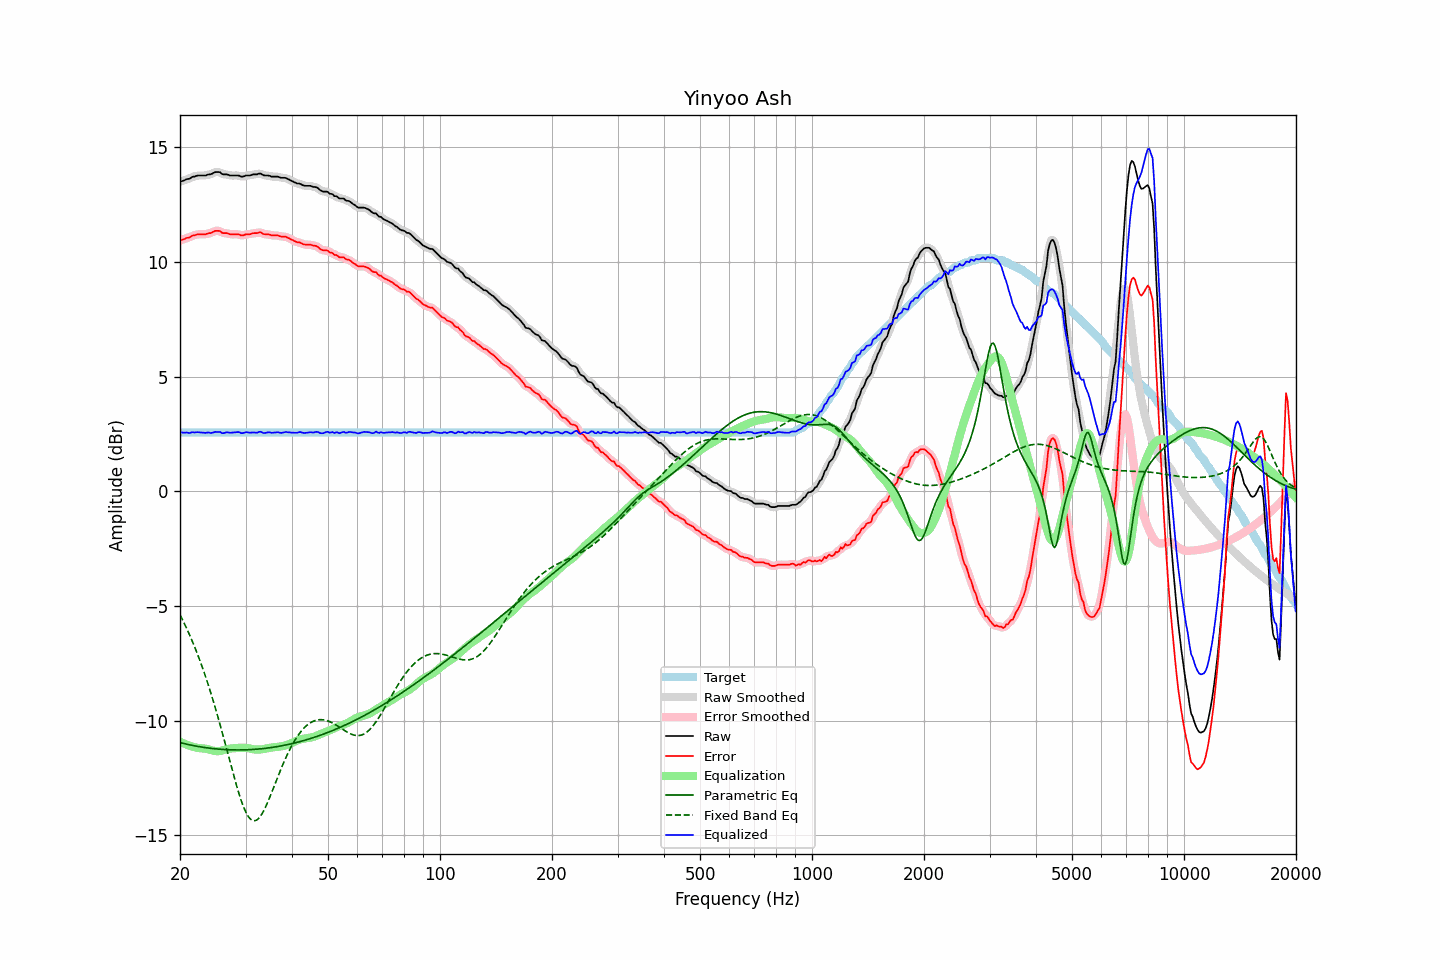 Yinyoo Ash
Amplitude (dBr)
15
10
5
0
−5
−10
−15
Target
Raw Smoothed
Error Smoothed
Raw
Error
Equalization
Parametric Eq
Fixed Band Eq
Equalized
20 50 100 200 500 1000 2000 5000 10000 20000
Frequency (Hz)